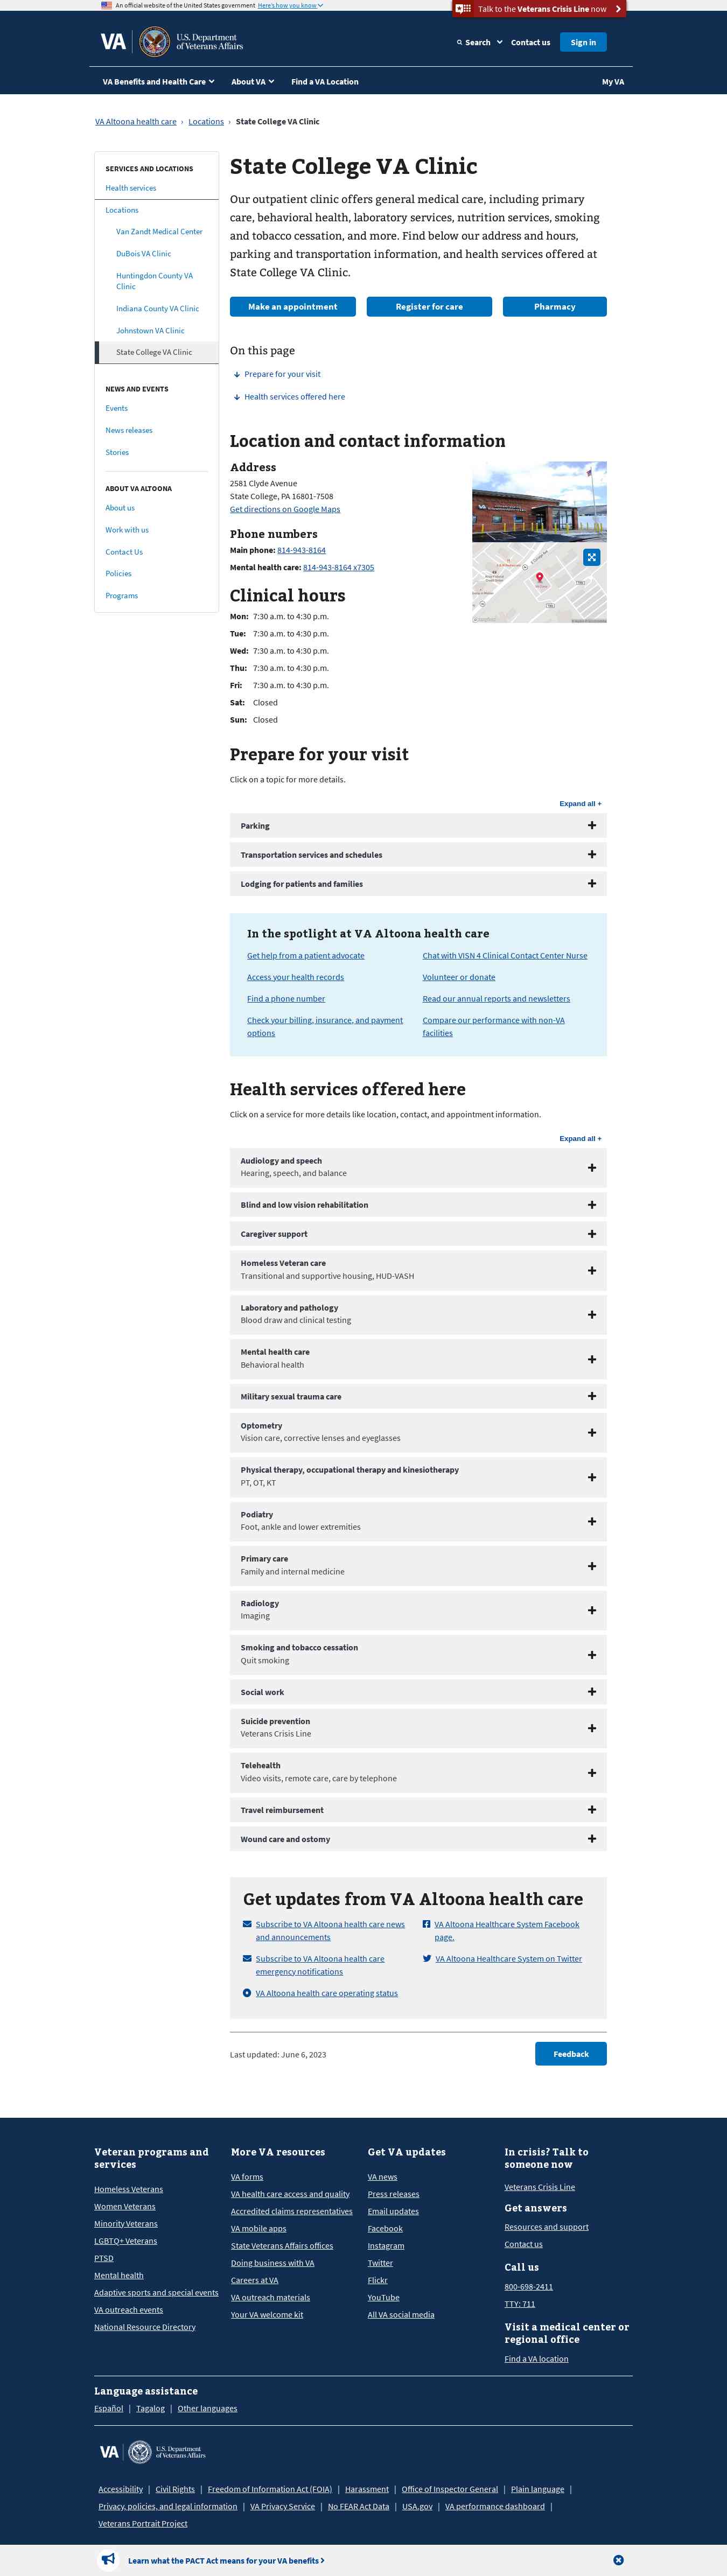 An official website of the United States government Here's how you know
Talk to the Veterans Crisis Line now
VA
U.S. Department
of Veterans Affairs
Search
Contact us
Sign in
VA Benefits and Health Care
About VA
Find a VA Location
My VA
VA Altoona health care › Locations › State College VA Clinic
SERVICES AND LOCATIONS
Health services
Locations
Van Zandt Medical Center
DuBois VA Clinic
Huntingdon County VA
Clinic
Indiana County VA Clinic
Johnstown VA Clinic
State College VA Clinic
NEWS AND EVENTS
Events
News releases
Stories
ABOUT VA ALTOONA
About us
Work with us
Contact Us
Policies
Programs
State College VA Clinic
Our outpatient clinic offers general medical care, including primary
care, behavioral health, laboratory services, nutrition services, smoking
and tobacco cessation, and more. Find below our address and hours,
parking and transportation information, and health services offered at
State College VA Clinic.
Make an appointment
Register for care
Pharmacy
On this page
Prepare for your visit
Health services offered here
Location and contact information
Address
2581 Clyde Avenue
State College, PA 16801-7508
Get directions on Google Maps
Phone numbers
Main phone: 814-943-8164
Mental health care: 814-943-8164 x7305
Clinical hours
Mon: 7:30 a.m. to 4:30 p.m.
Tue: 7:30 a.m. to 4:30 p.m.
Wed: 7:30 a.m. to 4:30 p.m.
Thu: 7:30 a.m. to 4:30 p.m.
Fri: 7:30 a.m. to 4:30 p.m.
Sat: Closed
Sun: Closed
Prepare for your visit
Click on a topic for more details.
Expand all +
Parking
Transportation services and schedules
Lodging for patients and families
In the spotlight at VA Altoona health care
Get help from a patient advocate
Access your health records
Find a phone number
Check your billing, insurance, and payment
options
Chat with VISN 4 Clinical Contact Center Nurse
Volunteer or donate
Read our annual reports and newsletters
Compare our performance with non-VA
facilities
Health services offered here
Click on a service for more details like location, contact, and appointment information.
Expand all +
Audiology and speech
Hearing, speech, and balance
Blind and low vision rehabilitation
Caregiver support
Homeless Veteran care
Transitional and supportive housing, HUD-VASH
Laboratory and pathology
Blood draw and clinical testing
Mental health care
Behavioral health
Military sexual trauma care
Optometry
Vision care, corrective lenses and eyeglasses
Physical therapy, occupational therapy and kinesiotherapy
PT, OT, KT
Podiatry
Foot, ankle and lower extremities
Primary care
Family and internal medicine
Radiology
Imaging
Smoking and tobacco cessation
Quit smoking
Social work
Suicide prevention
Veterans Crisis Line
Telehealth
Video visits, remote care, care by telephone
Travel reimbursement
Wound care and ostomy
Get updates from VA Altoona health care
Subscribe to VA Altoona health care news
and announcements
Subscribe to VA Altoona health care
emergency notifications
VA Altoona health care operating status
VA Altoona Healthcare System Facebook
page.
VA Altoona Healthcare System on Twitter
Last updated: June 6, 2023
Feedback
Veteran programs and
services
Homeless Veterans
Women Veterans
Minority Veterans
LGBTQ+ Veterans
PTSD
Mental health
Adaptive sports and special events
VA outreach events
National Resource Directory
More VA resources
VA forms
VA health care access and quality
Accredited claims representatives
VA mobile apps
State Veterans Affairs offices
Doing business with VA
Careers at VA
VA outreach materials
Your VA welcome kit
Get VA updates
VA news
Press releases
Email updates
Facebook
Instagram
Twitter
Flickr
YouTube
All VA social media
In crisis? Talk to
someone now
Veterans Crisis Line
Get answers
Resources and support
Contact us
Call us
800-698-2411
TTY: 711
Visit a medical center or
regional office
Find a VA location
Language assistance
Español | Tagalog | Other languages
VA
U.S. Department
of Veterans Affairs
Accessibility | Civil Rights | Freedom of Information Act (FOIA) | Harassment | Office of Inspector General | Plain language |
Privacy, policies, and legal information | VA Privacy Service | No FEAR Act Data | USA.gov | VA performance dashboard |
Veterans Portrait Project
Learn what the PACT Act means for your VA benefits